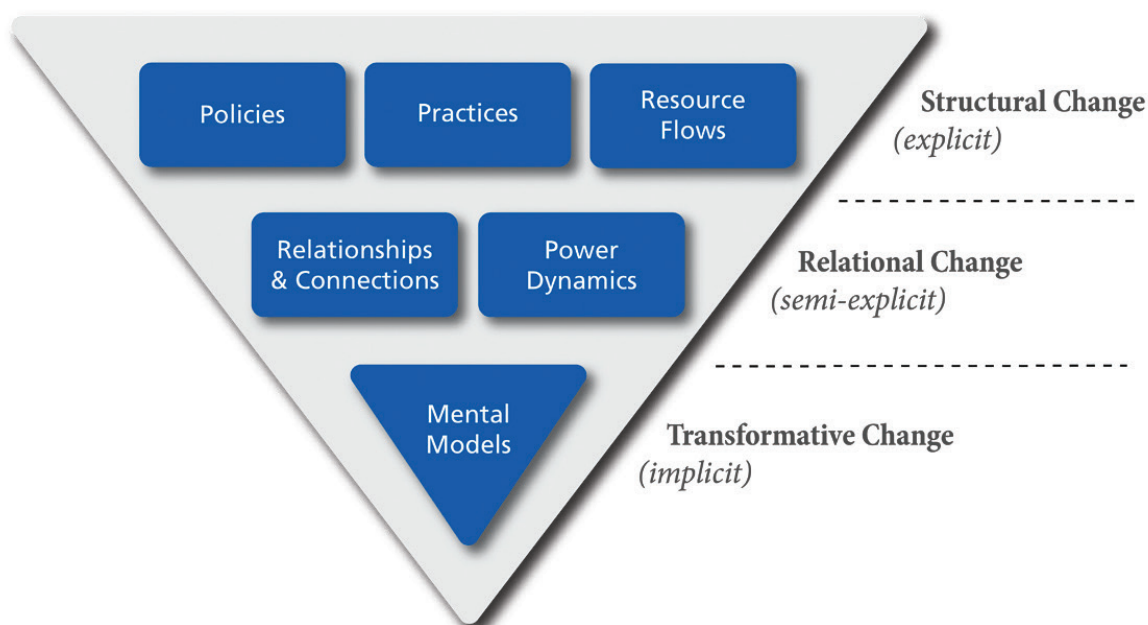 Policies
Practices
Resource
Flows
Structural Change
(explicit)
Relationships
& Connections
Power
Dynamics
Relational Change
(semi-explicit)
Mental
Models
Transformative Change
(implicit)